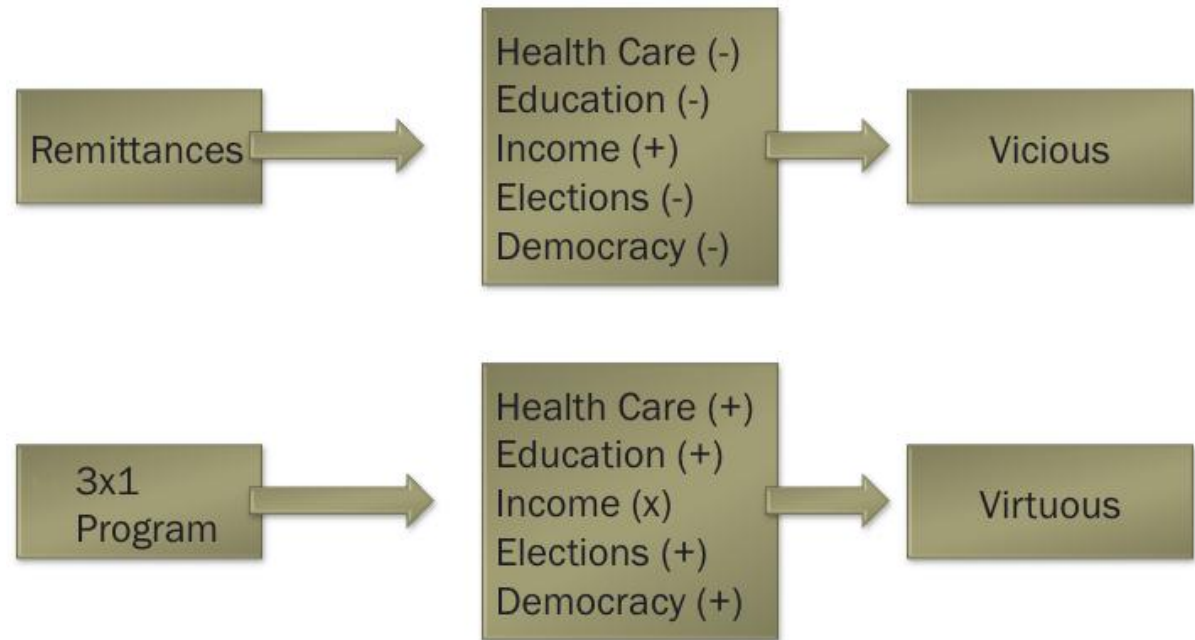 Remittances
Health Care (-)
Education (-)
Income (+)
Elections (-)
Democracy (-)
Vicious
3x1
Program
Health Care (+)
Education (+)
Income (x)
Elections (+)
Democracy (+)
Virtuous